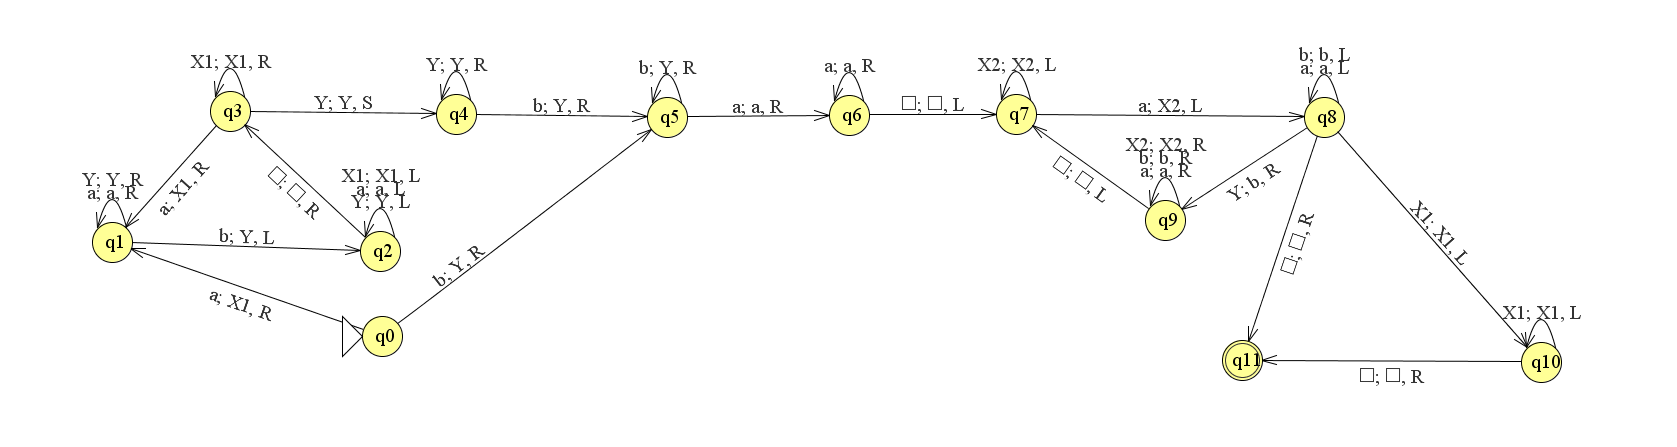 b; b, L
X1; X1, R
Y; Y, R
b; Y, R
a; a, R
X2; X2, L
a; a, L
q3
Y; Y, S
q4
b; Y, R
q5
a; a, R
q6
□; □, L
q7
a; X2, L
q8
X2; X2, R
b; b, R
a; a, R
□; □, L
q9
Y; b, R
Y; Y, R
a; a, R
a; X1, R
□; □, R
X1; X1, L
a; a, L
Y; Y, L
q1
b; Y, L
q2
b; Y, R
□; □, R
X1; X1, L
a; X1, R
q0
X1; X1, L
q11
q10
□; □, R